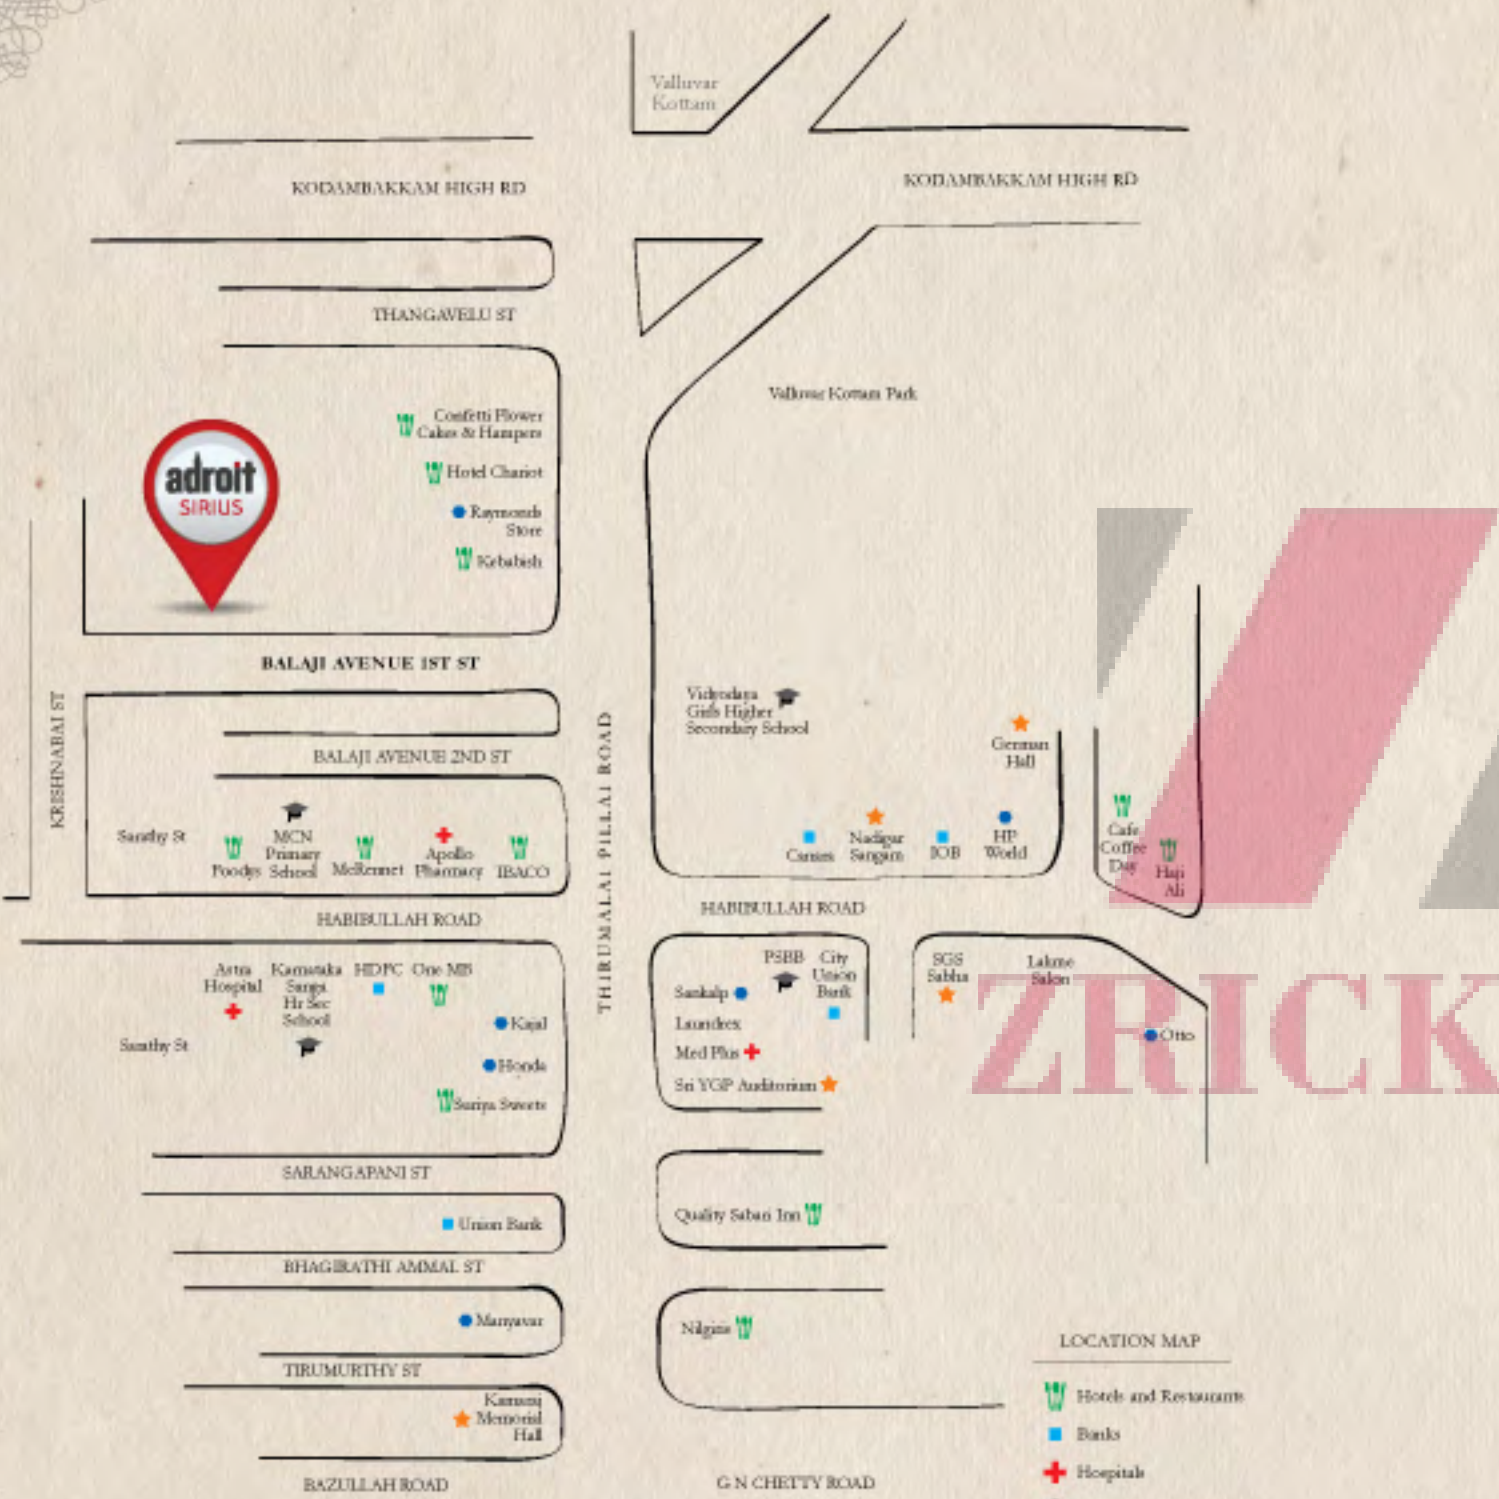 Valluvar
Kottam
KODAMBAKKAM HIGH RD
KODAMBAKKAM HIGH RD
THANGAVELU ST
Valluvar Kottam Park
Confetti Flower
Cakes & Hampers
Hotel Chariot
Raymonds
Store
Kebabish
adroit
SIRIUS
BALAJI AVENUE 1ST ST
KRISHNABAI ST
BALAJI AVENUE 2ND ST
THIRUMALAI PILLAI ROAD
Vidyodaya
Girls Higher
Secondary School
German
Hall
Sarathy St
Foodys
MCN
Primary
School
McRennet
Apollo
Pharmacy
IBACO
Canara
Nadigar
Sangam
IOB
HP
World
Cafe
Coffee
Day
Haji
Ali
HABIBULLAH ROAD
HABIBULLAH ROAD
Astra
Hospital
Karnataka
Sanga
Hr Sec
School
HDFC
One MB
Kajal
Sarathy St
Honda
Suriya Sweets
PSBB
City
Union
Bank
Sankalp
Laundrex
Med Plus
Sri YGP Auditorium
SGS
Sabha
Lakme
Salon
Otto
ZRICK
SARANGAPANI ST
Union Bank
Quality Sabari Inn
BHAGIRATHI AMMAL ST
Manyavar
Nilgiris
TIRUMURTHY ST
Kamaraj
Memorial
Hall
BAZULLAH ROAD
G N CHETTY ROAD
LOCATION MAP
Hotels and Restaurants
Banks
Hospitals